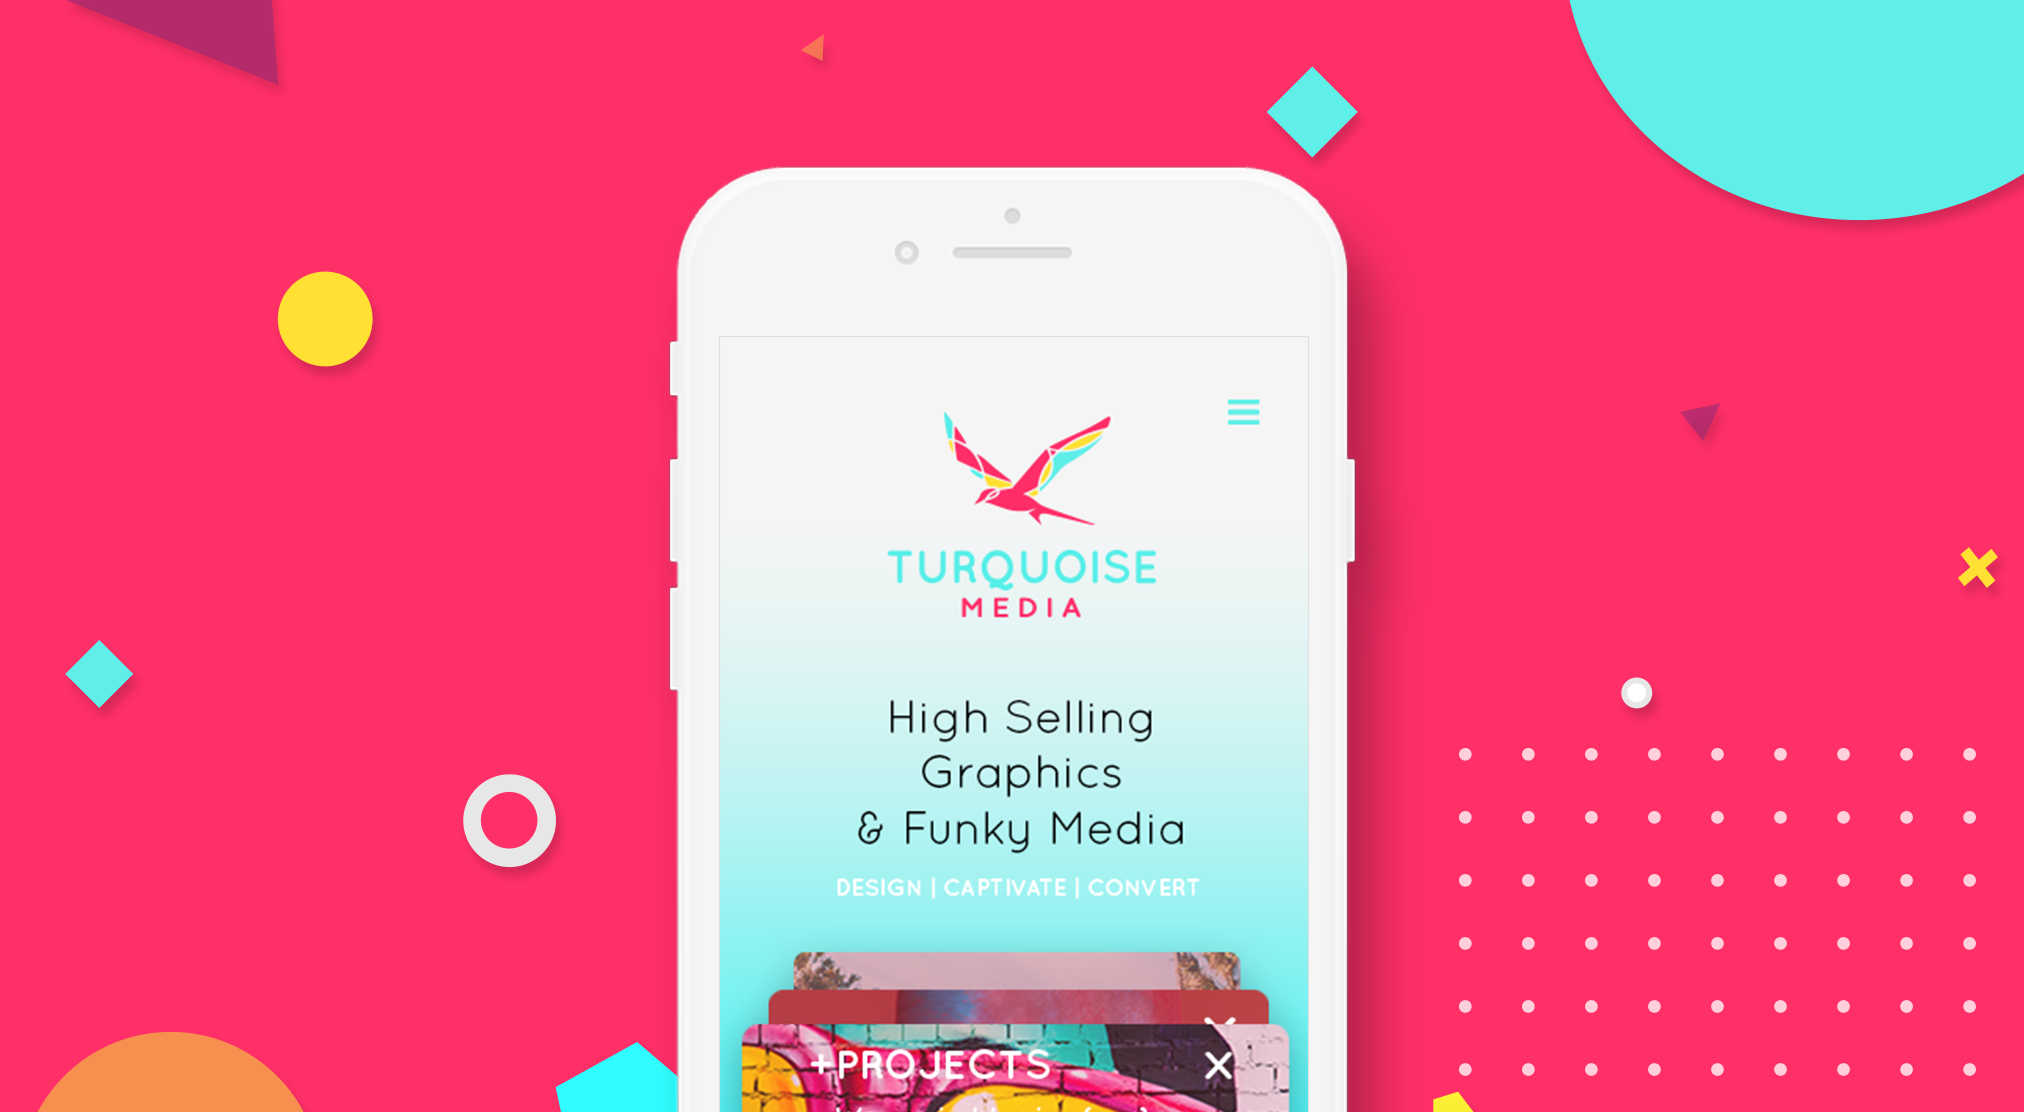 TURQUOISE
MEDIA
High Selling
Graphics
& Funky Media
DESIGN | CAPTIVATE | CONVERT
+PROJECTS